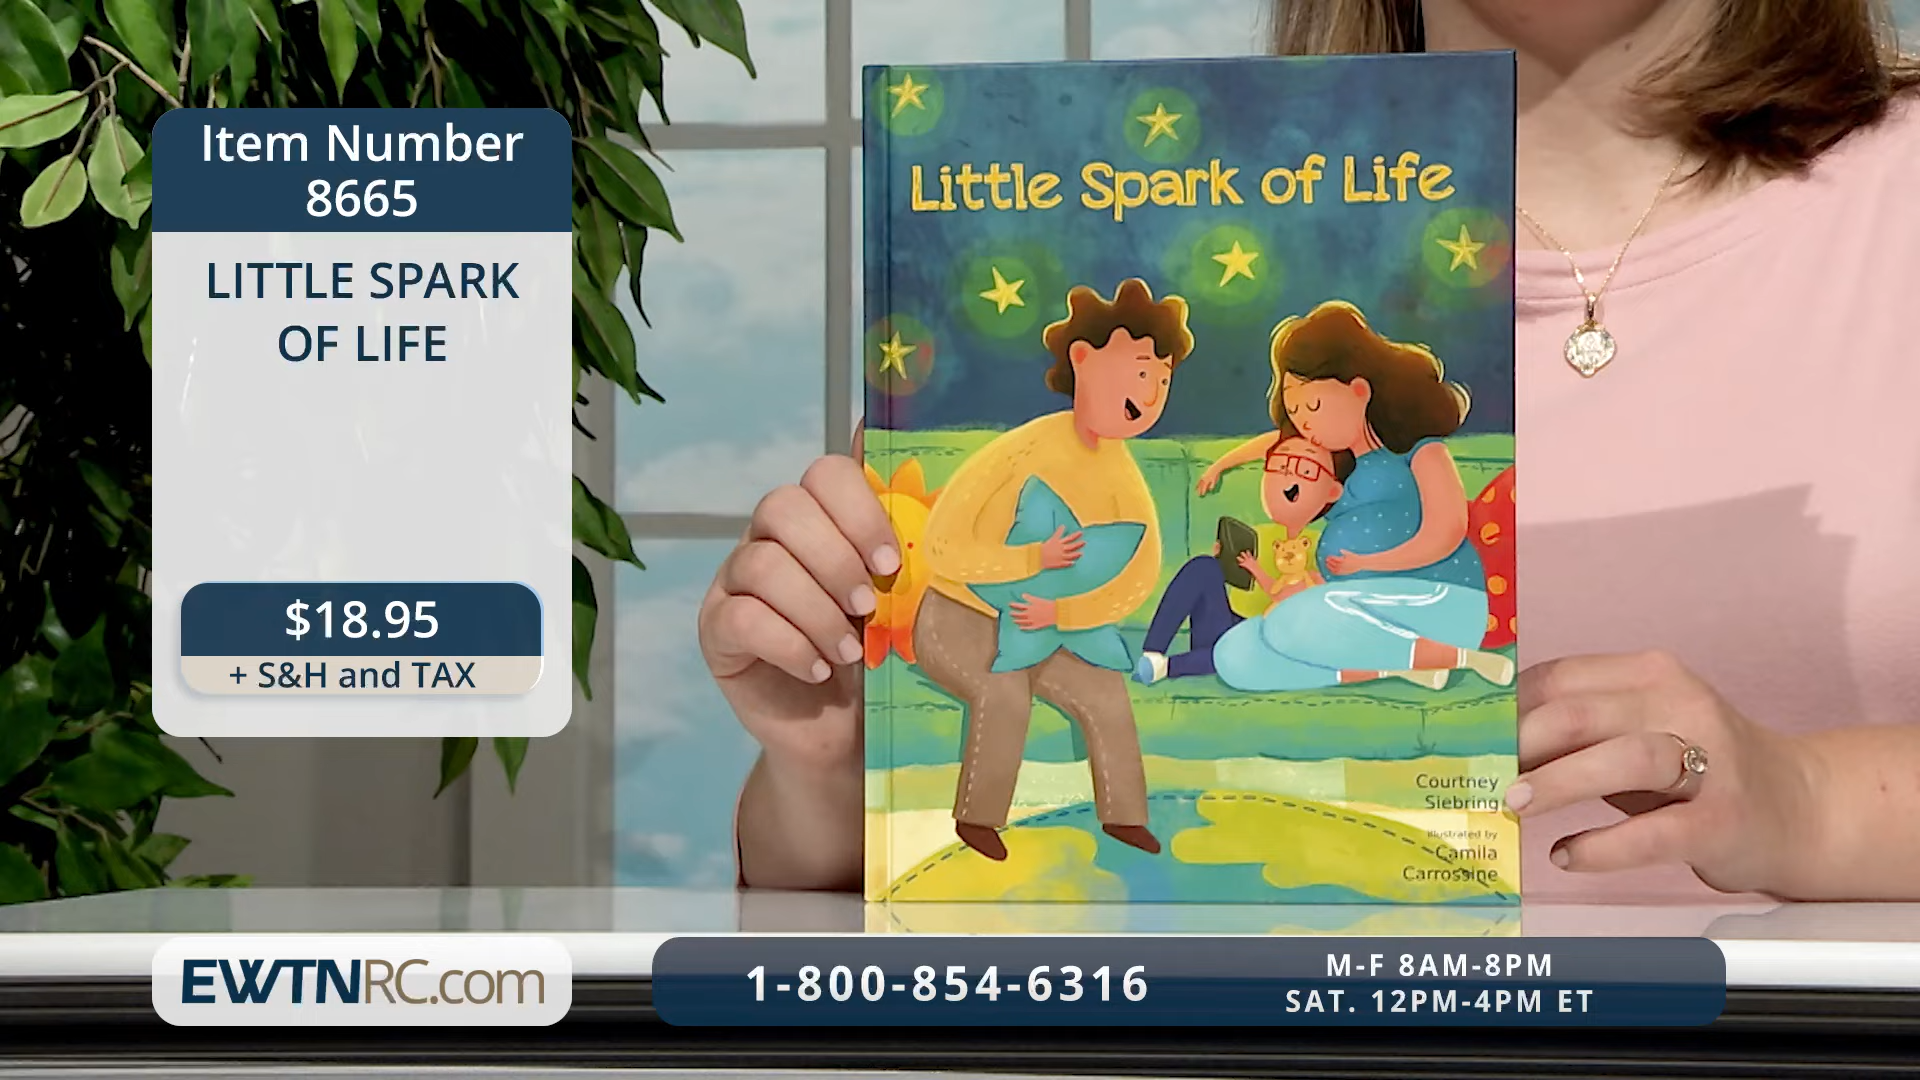 Item Number
8665
LITTLE SPARK
OF LIFE
$18.95
+ S&H and TAX
Little Spark of Life
Courtney
Siebring
Illustrated by
Camila
Carrossine
EWTNRC.com
1-800-854-6316
M-F 8AM-8PM
SAT. 12PM-4PM ET